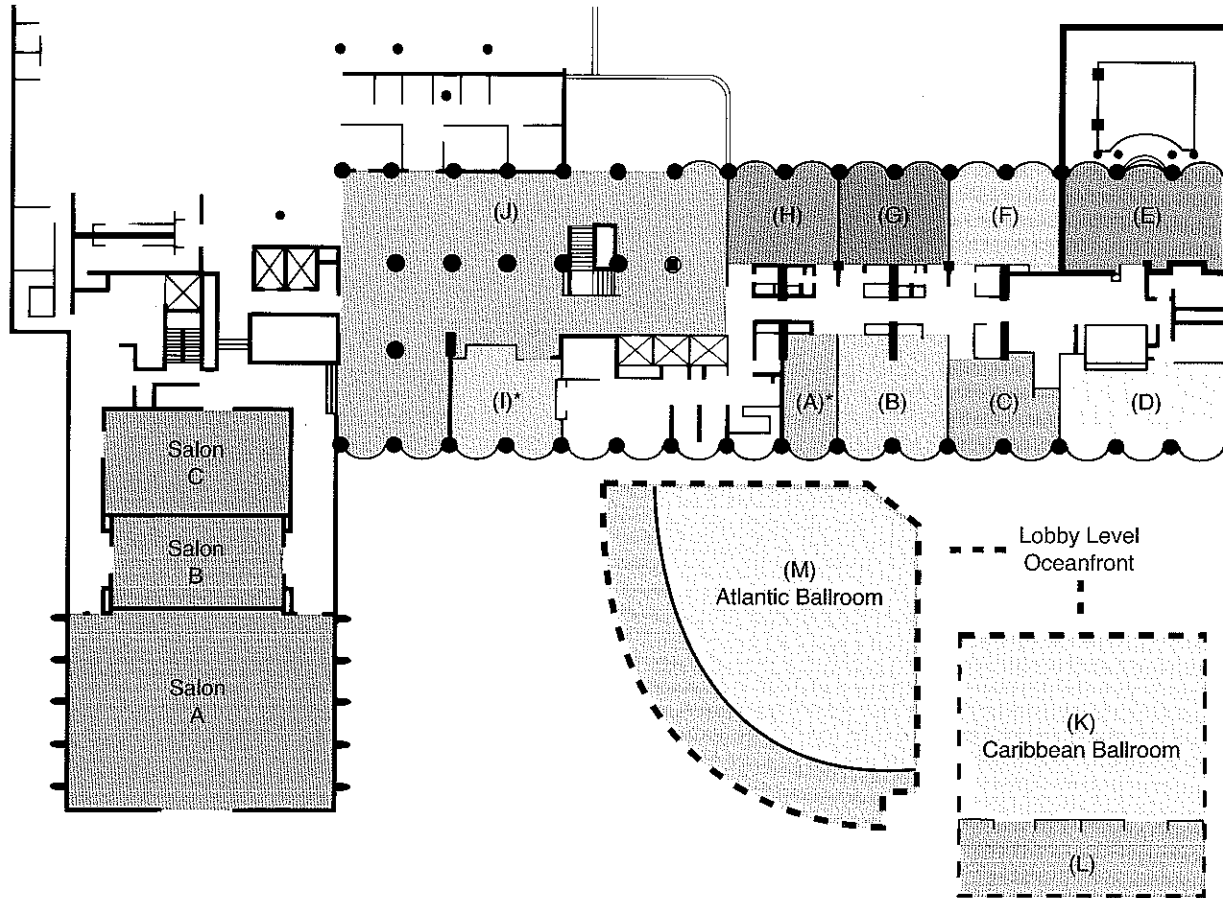 (J)
(H)
(G)
(F)
(E)
(I)*
(A)*
(B)
(C)
(D)
Salon
C
Salon
B
Salon
A
(M)
Atlantic Ballroom
Lobby Level
Oceanfront
(K)
Caribbean Ballroom
(L)